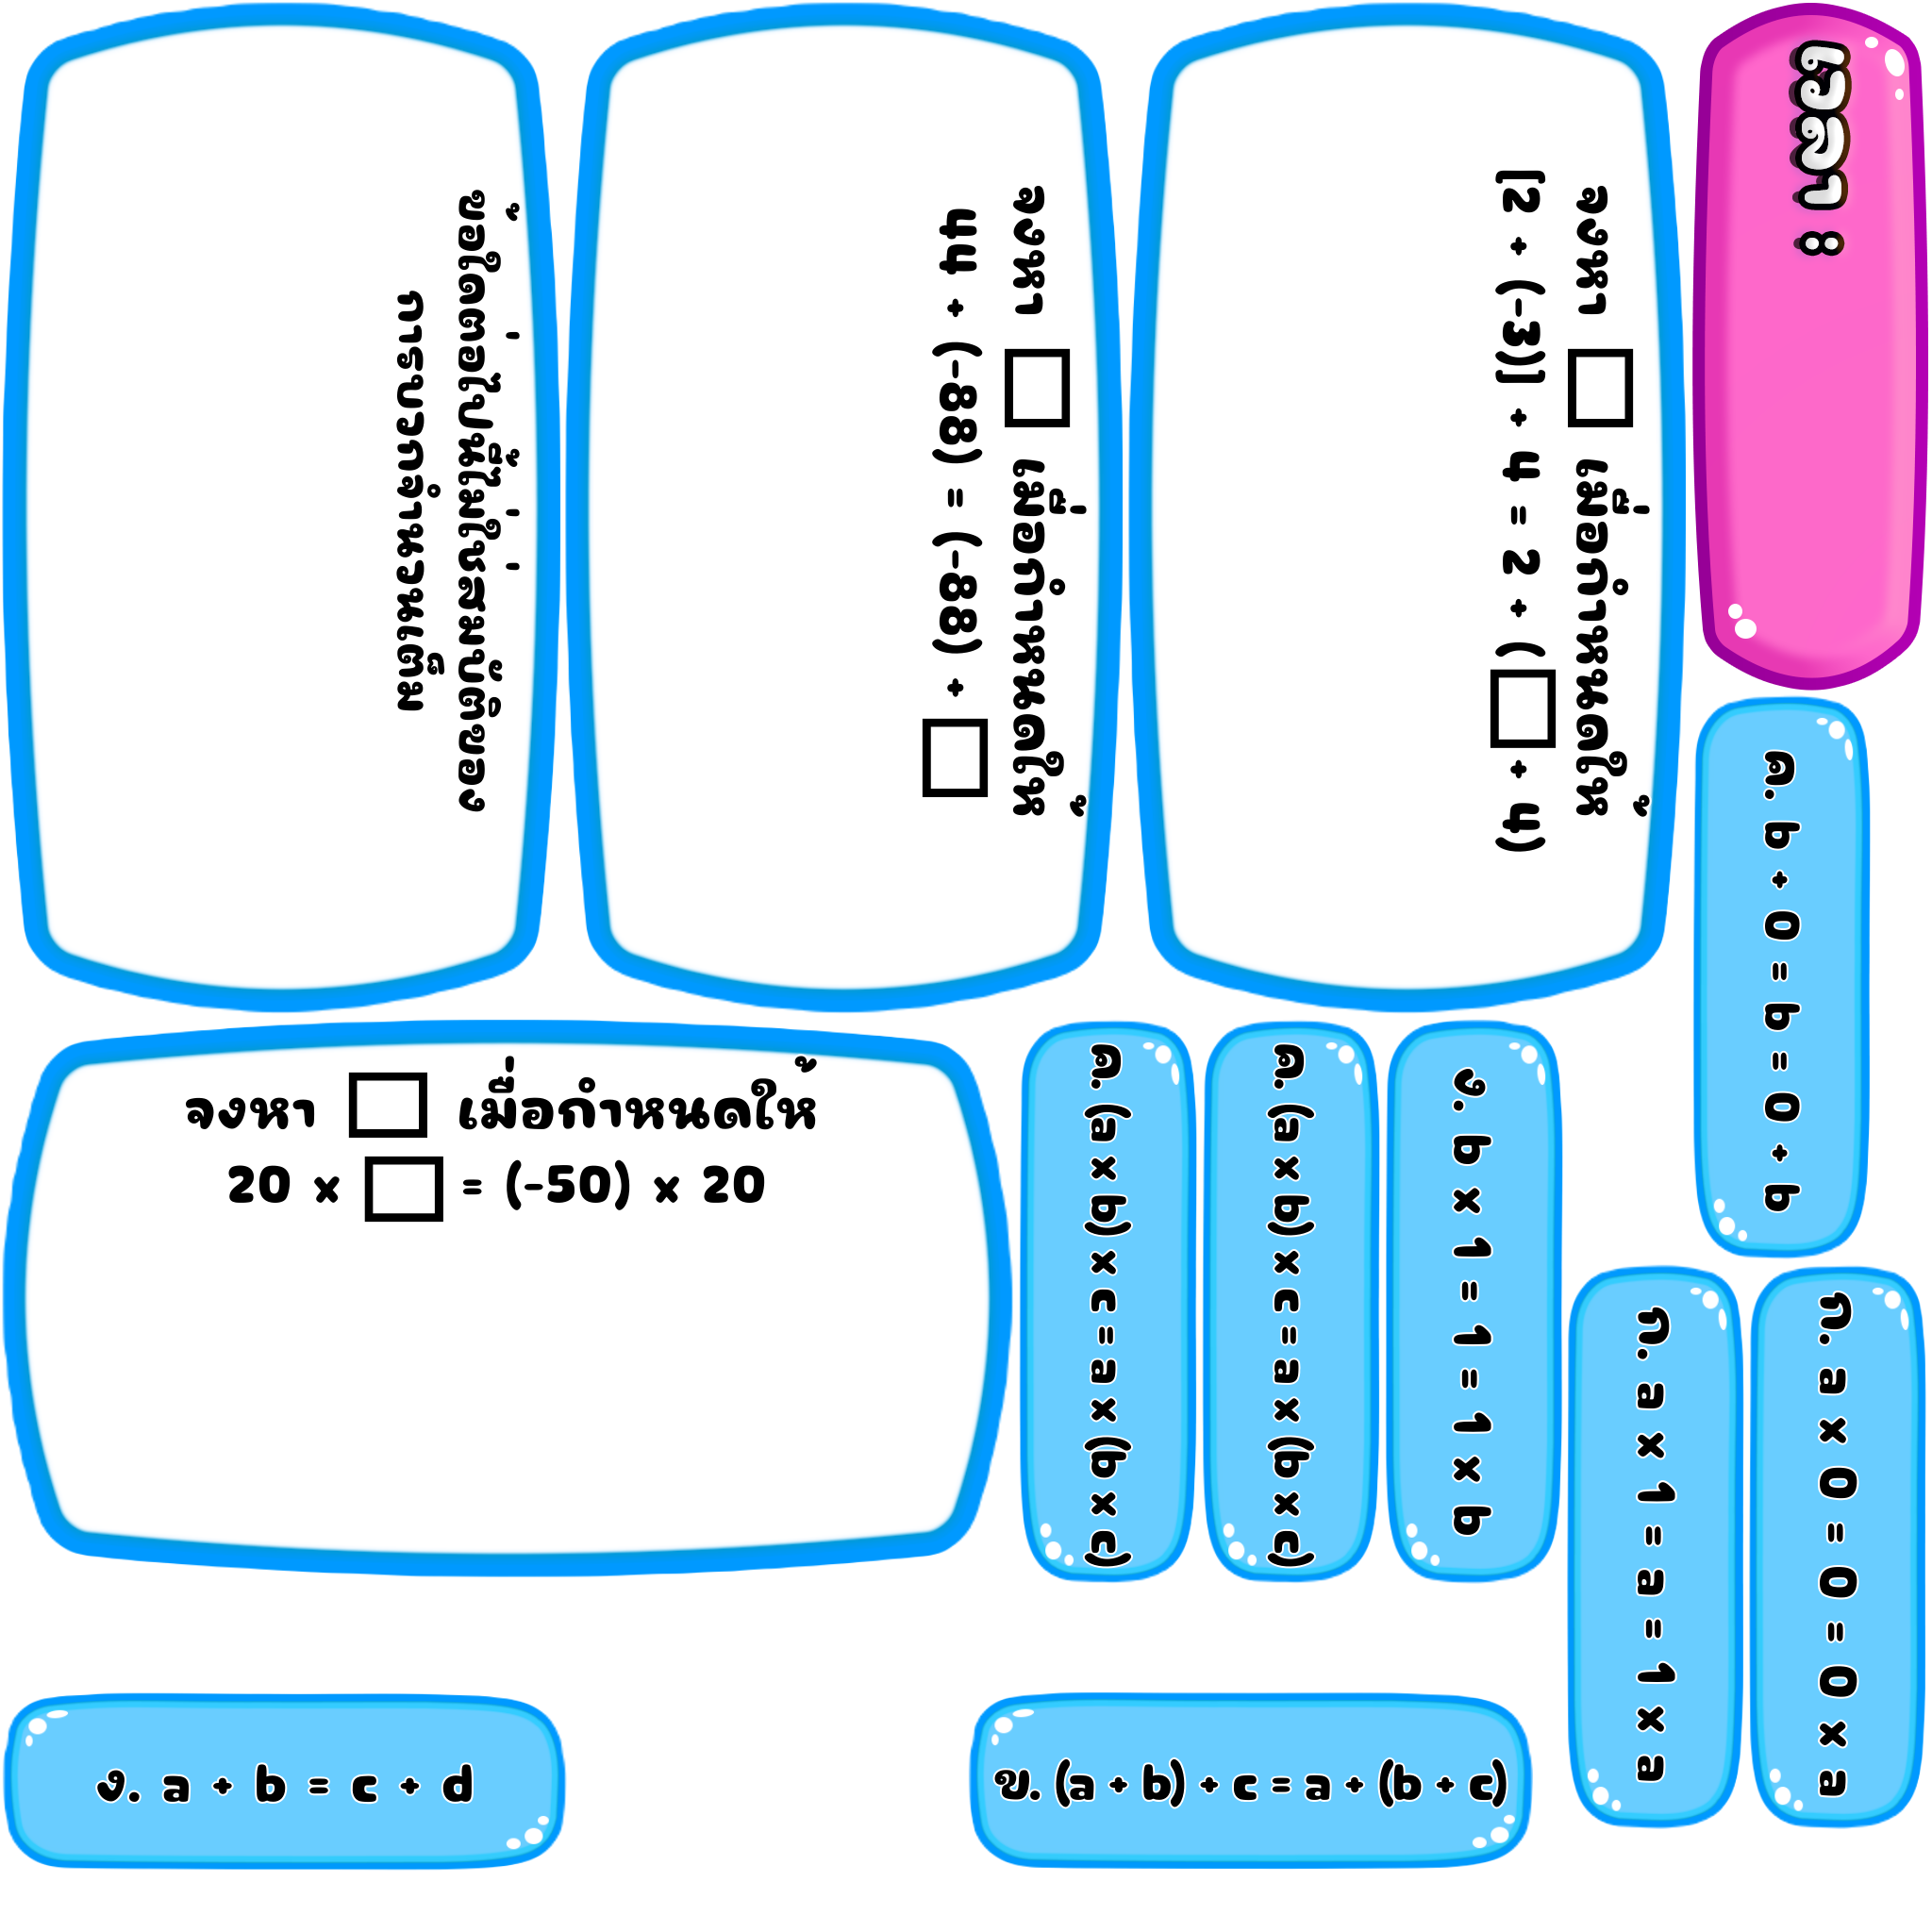 เวลา :
จงหา □ เมื่อกำหนดให้
[2 + (-3)] + 4 = 2 + (□ + 4)
จงหา □ เมื่อกำหนดให้
44 + (-88) = (-88) + □
ข้อใดต่อไปนี้ไม่ใช่สมบัติของ
การบวกจำนวนเต็ม
จงหา □ เมื่อกำหนดให้
20 x □ = (-50) x 20
ค. b + 0 = b = 0 + b
ค. (a x b) x c = a x (b x c)
ค. (a x b) x c = a x (b x c)
ง. b x 1 = 1 = 1 x b
ก. a x 1 = a = 1 x a
ก. a x 0 = 0 = 0 x a
ง. a + b = c + d
ข. (a + b) + c = a + (b + c)